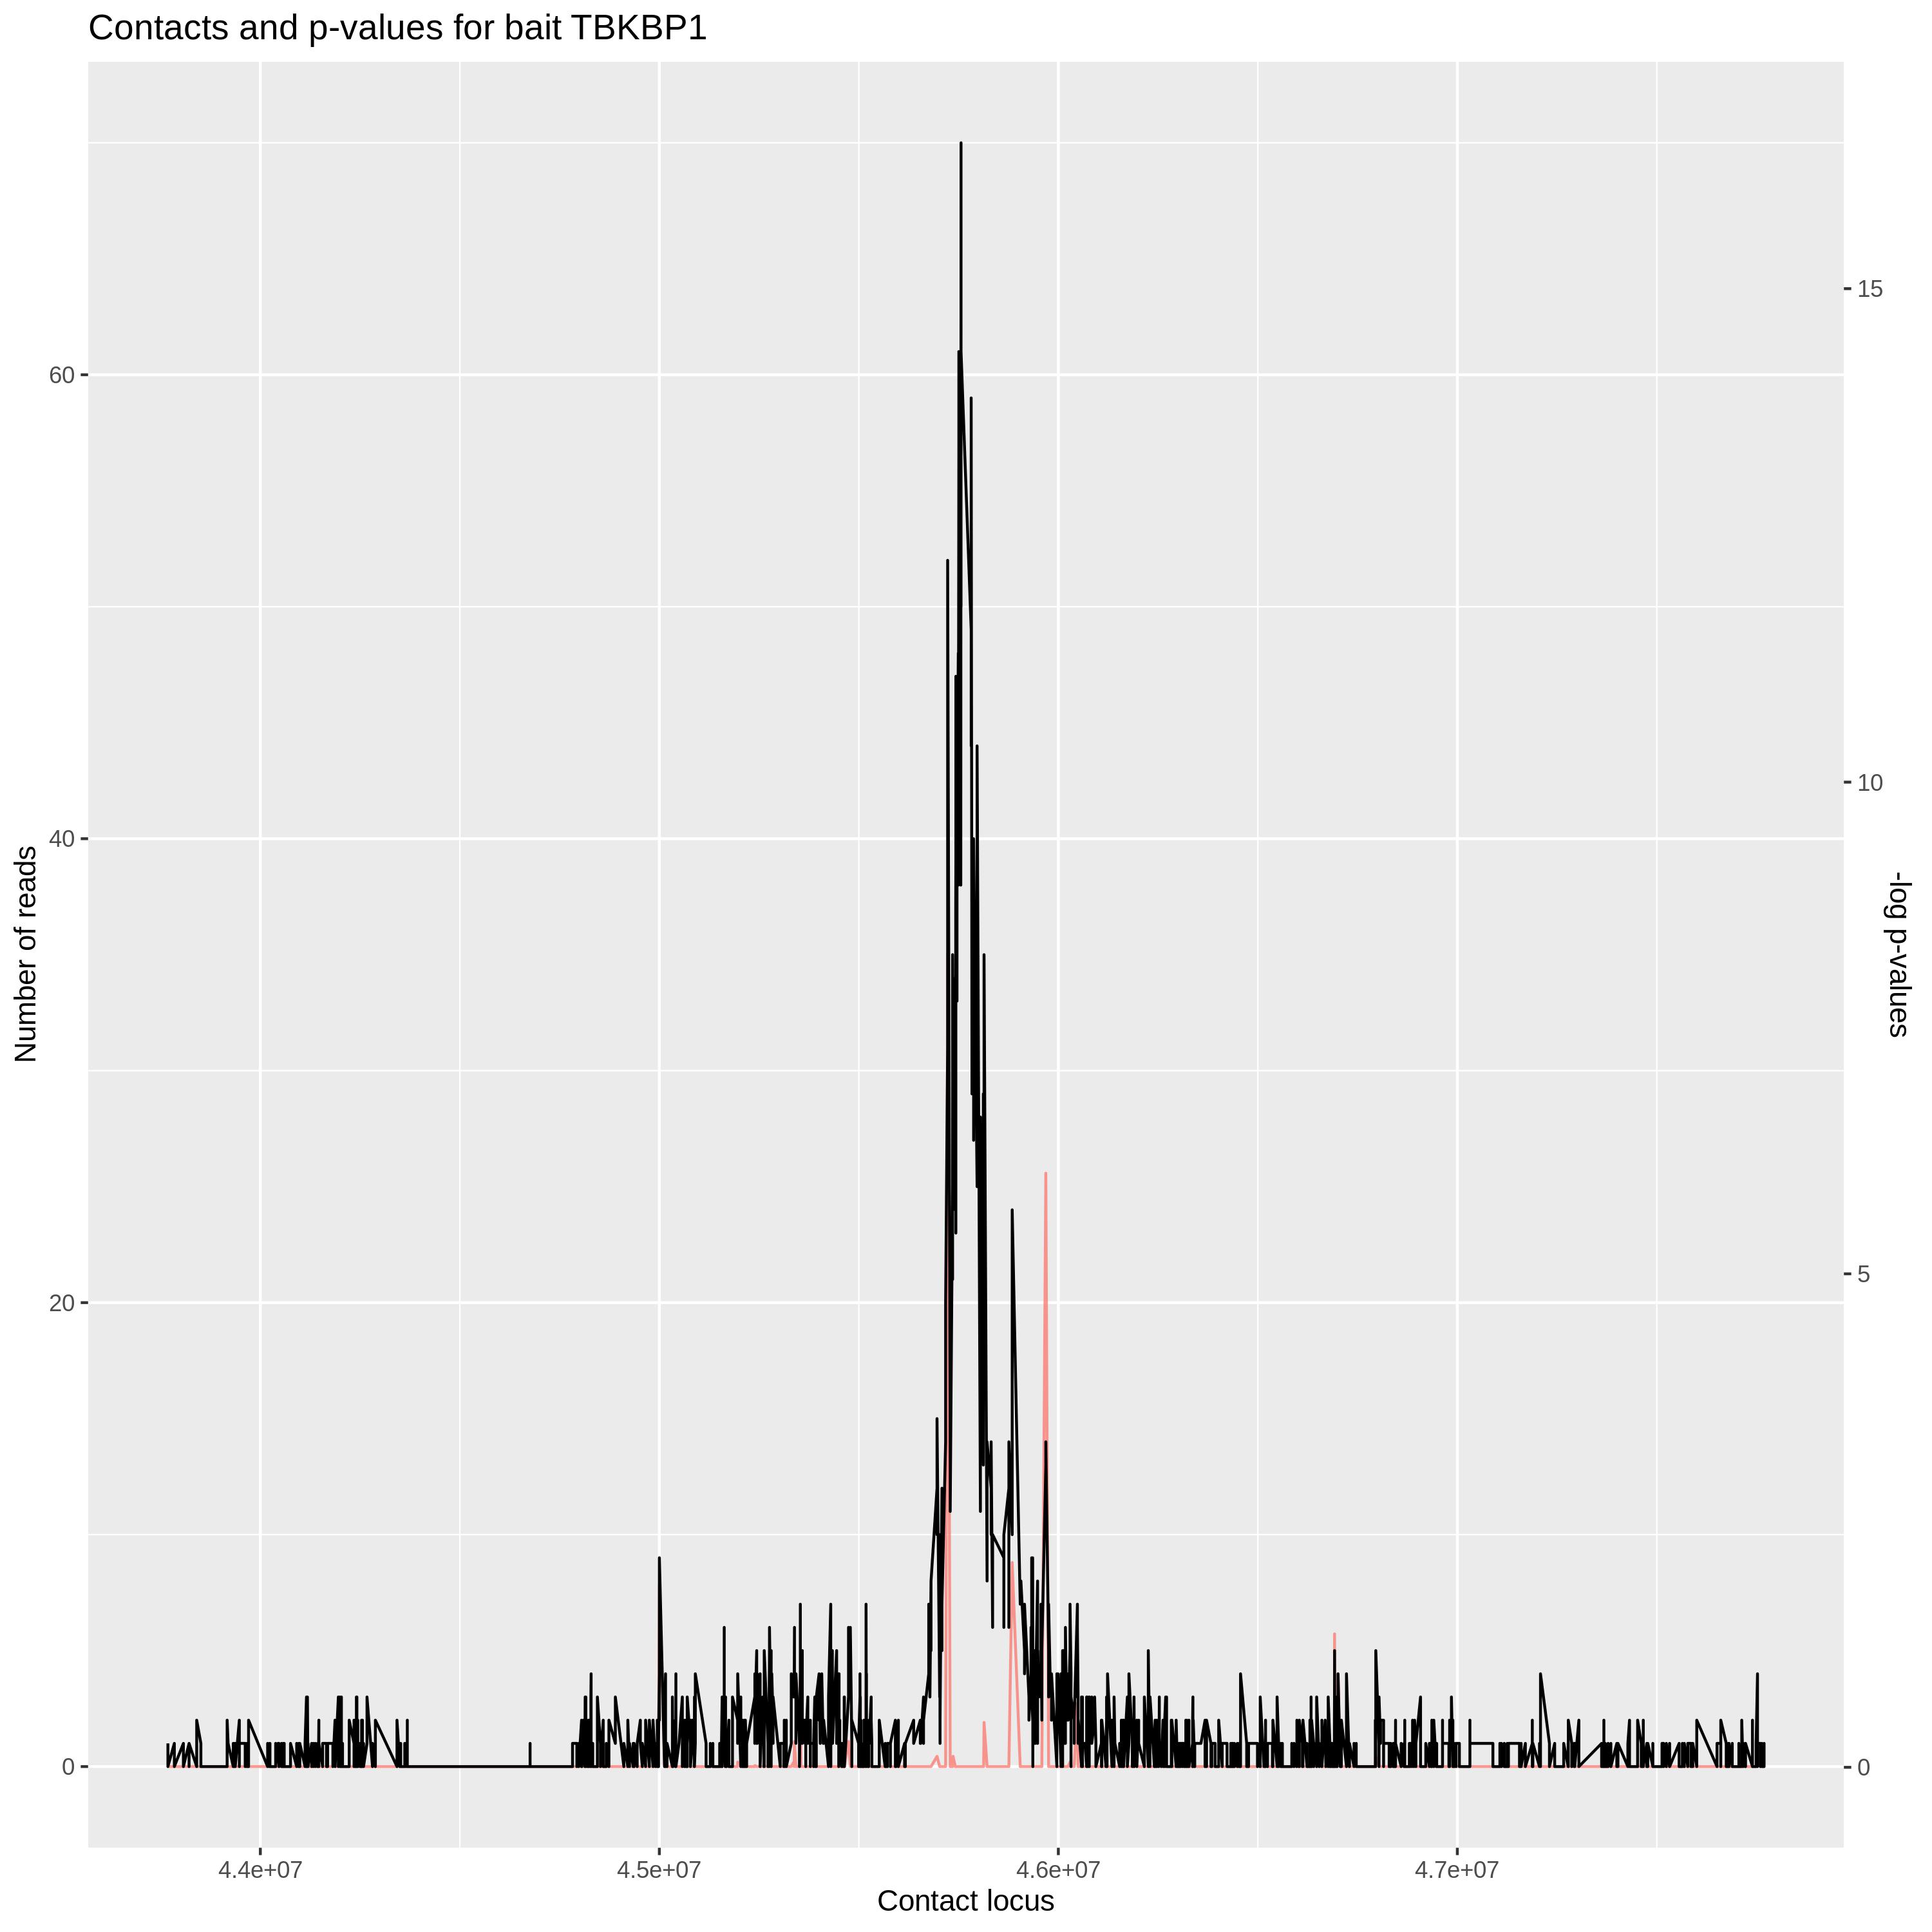 Contacts and p-values for bait TBKBP1
Number of reads
60
40
20
0
15
10
5
0
-log p-values
4.4e+07
4.5e+07
4.6e+07
4.7e+07
Contact locus